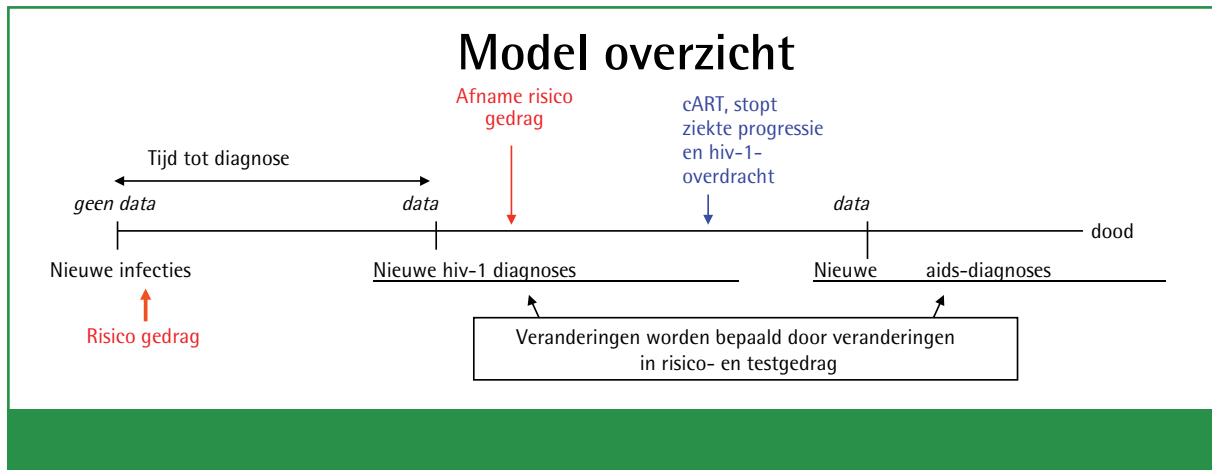 Model overzicht
Afname risico
gedrag
cART, stopt
ziekte progressie
en hiv-1-
overdracht
Tijd tot diagnose
geen data
data
data
dood
Nieuwe infecties
Nieuwe hiv-1 diagnoses
Nieuwe aids-diagnoses
Risico gedrag
Veranderingen worden bepaald door veranderingen
in risico- en testgedrag